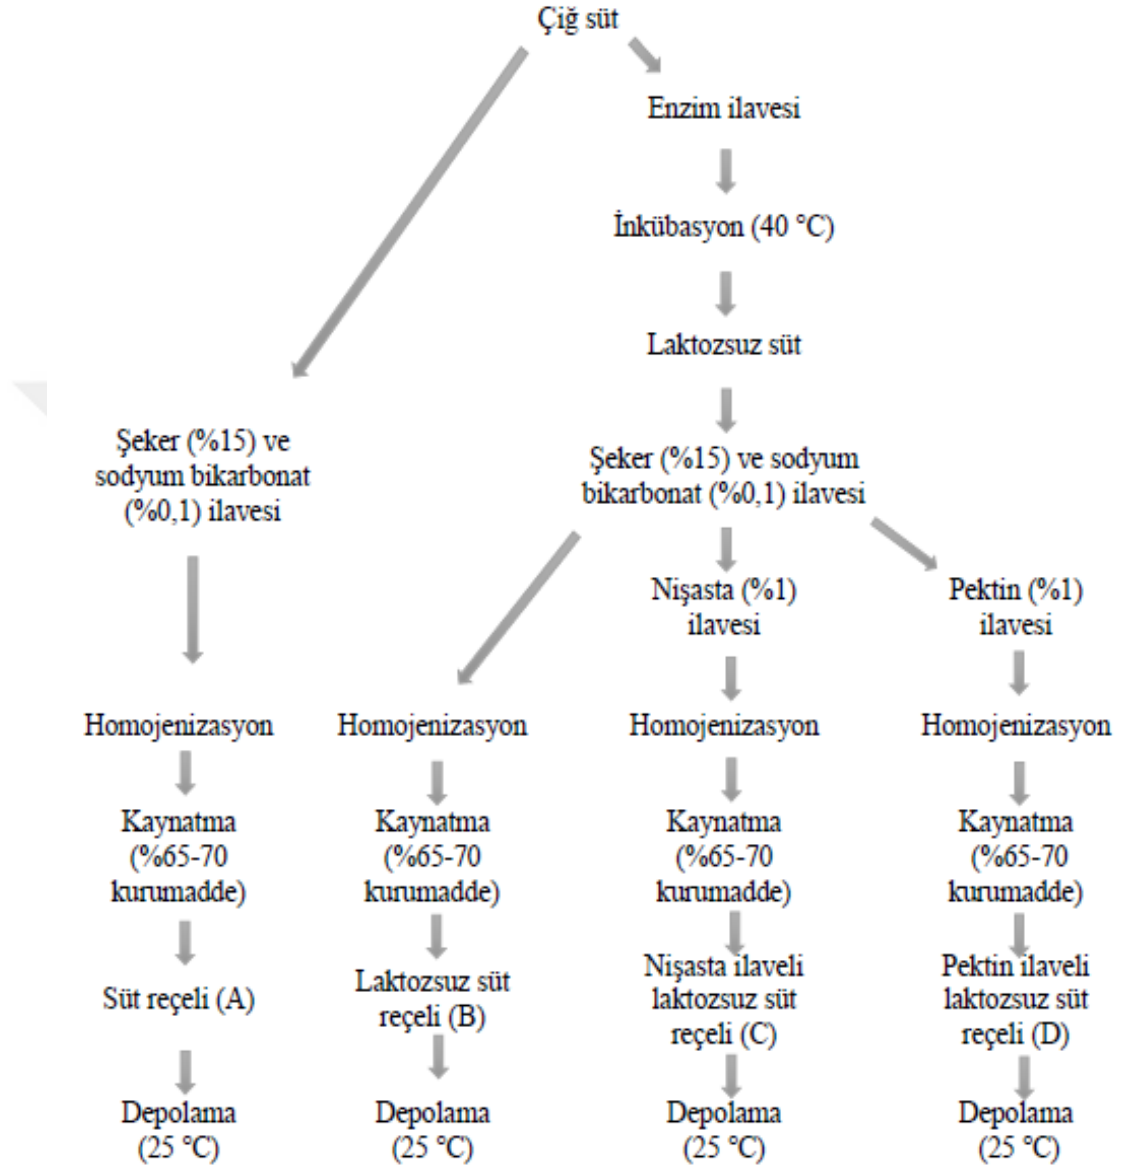 Çiğ süt
Enzim ilavesi
İnkübasyon (40 °C)
Laktozsuz süt
Şeker (%15) ve
sodyum bikarbonat
(%0,1) ilavesi
Şeker (%15) ve sodyum
bikarbonat (%0,1) ilavesi
Nişasta (%1)
ilavesi
Pektin (%1)
ilavesi
Homojenizasyon
Homojenizasyon
Homojenizasyon
Homojenizasyon
Kaynatma
(%65-70
kurumadde)
Kaynatma
(%65-70
kurumadde)
Kaynatma
(%65-70
kurumadde)
Kaynatma
(%65-70
kurumadde)
Süt reçeli (A)
Laktozsuz süt
reçeli (B)
Nişasta ilaveli
laktozsuz süt
reçeli (C)
Pektin ilaveli
laktozsuz süt
reçeli (D)
Depolama
(25 °C)
Depolama
(25 °C)
Depolama
(25 °C)
Depolama
(25 °C)